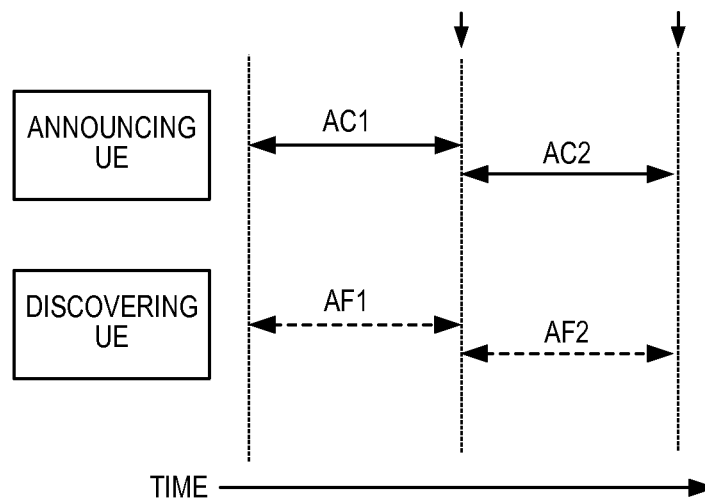 ANNOUNCING
UE
AC1
AC2
DISCOVERING
UE
AF1
AF2
TIME